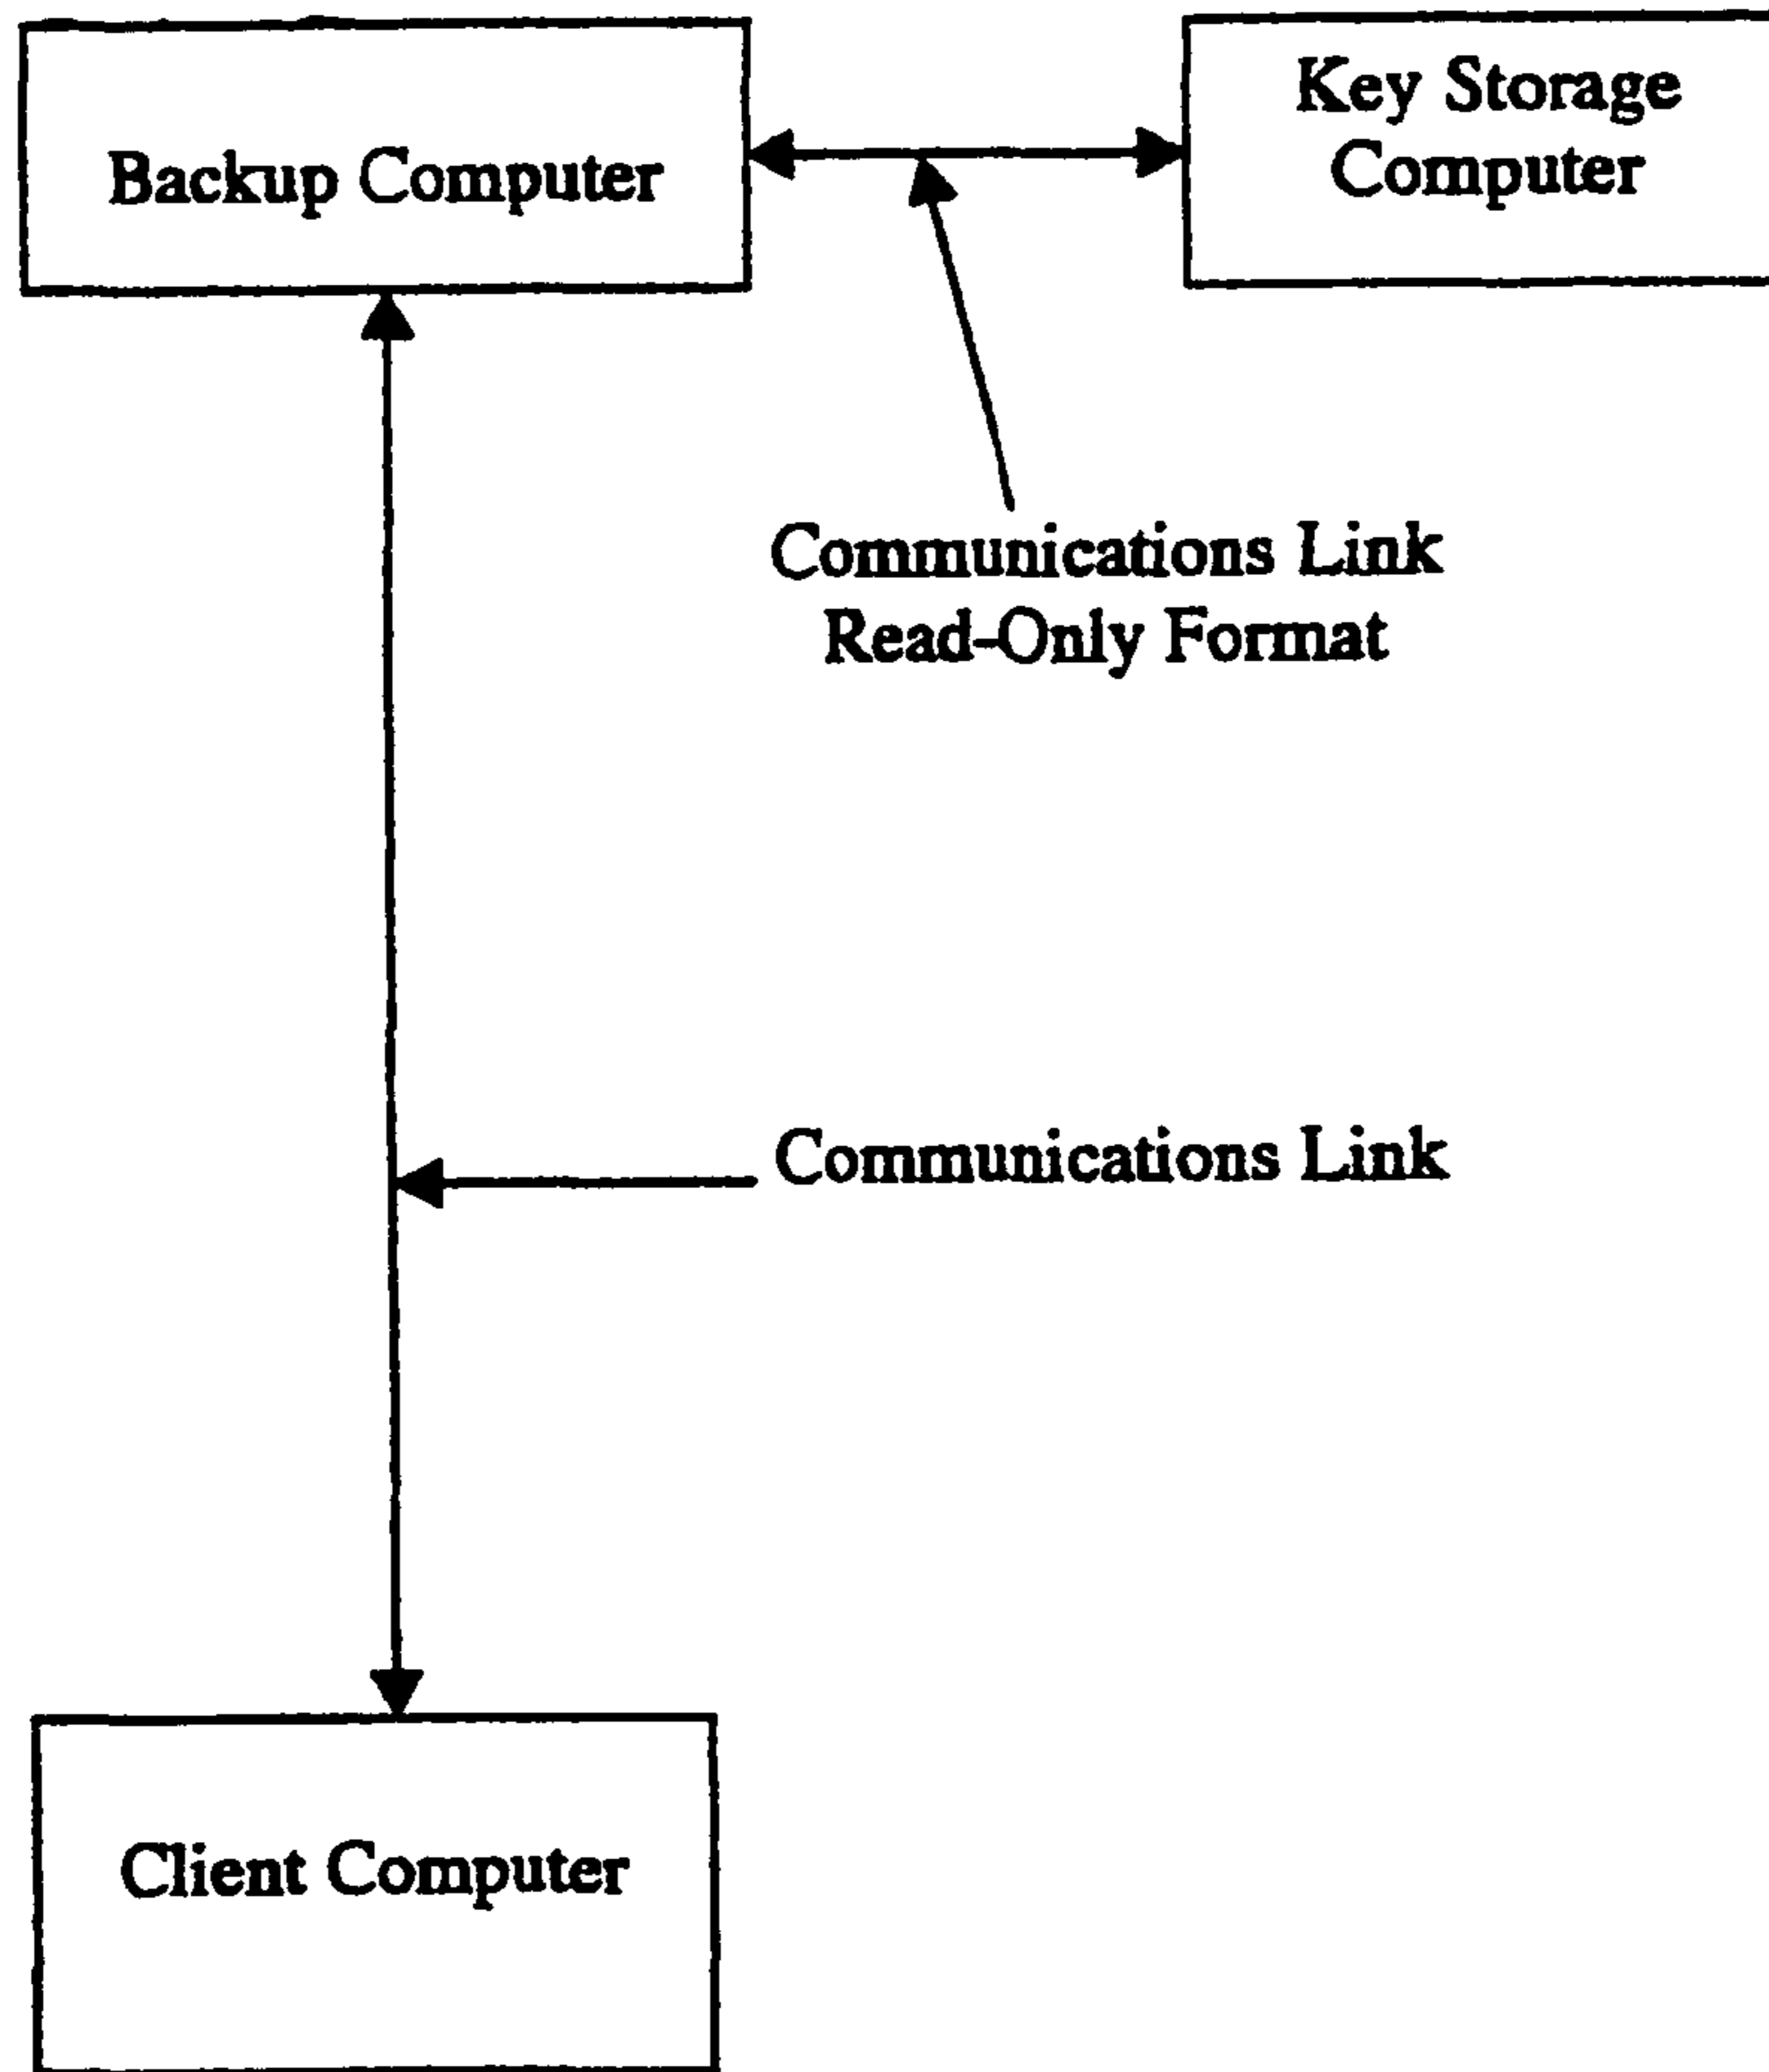 Backup Computer
Key Storage
Computer
Communications Link
Read-Only Format
Communications Link
Client Computer